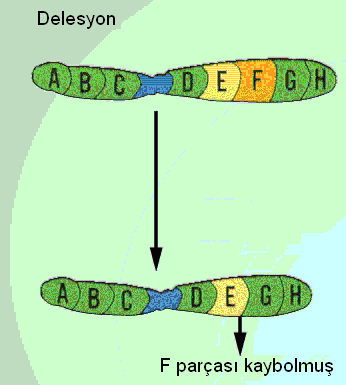 Delesyon
A B C D E F G H
A B C D E G H
F parçası kaybolmuş